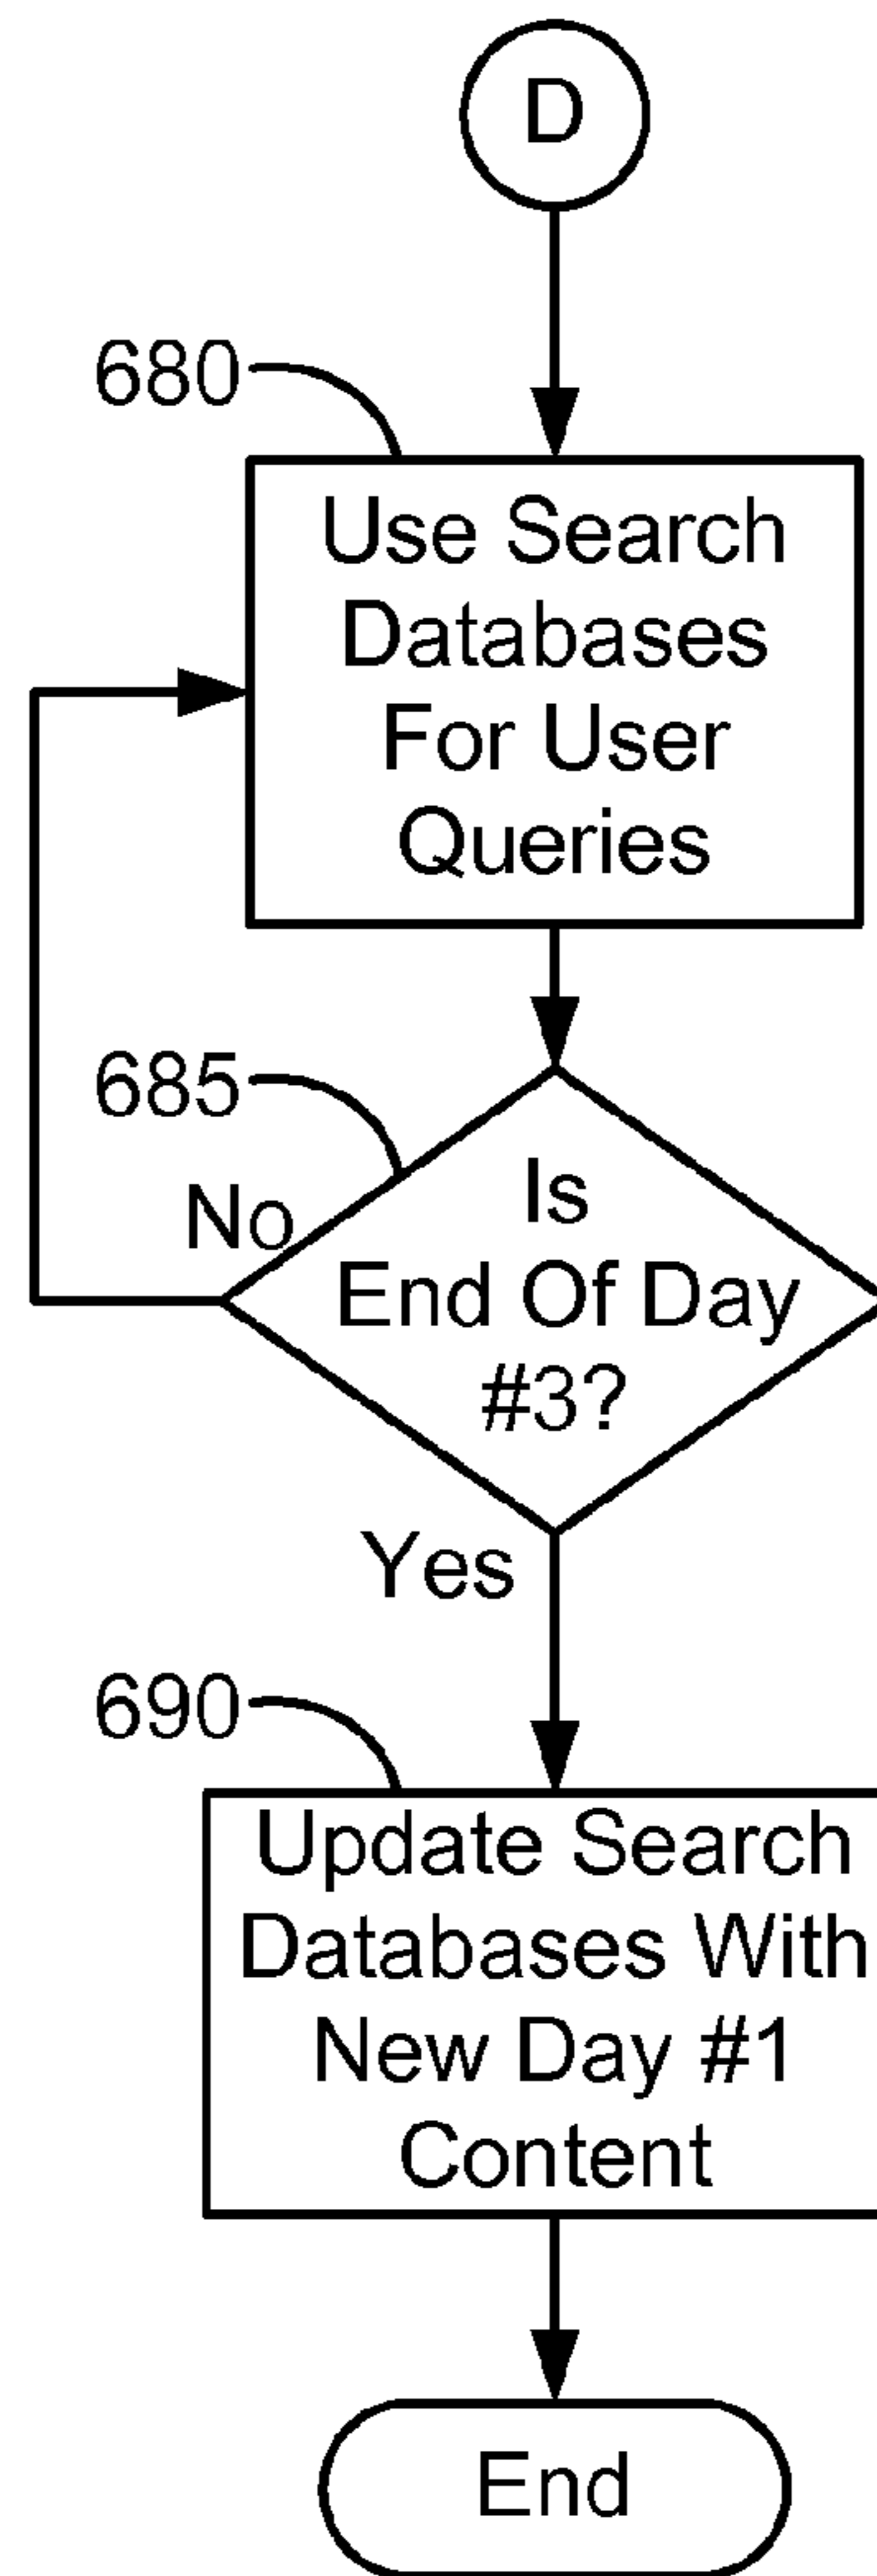 D
680
Use Search
Databases
For User
Queries
685
No
Is
End Of Day
#3?
Yes
690
Update Search
Databases With
New Day #1
Content
End